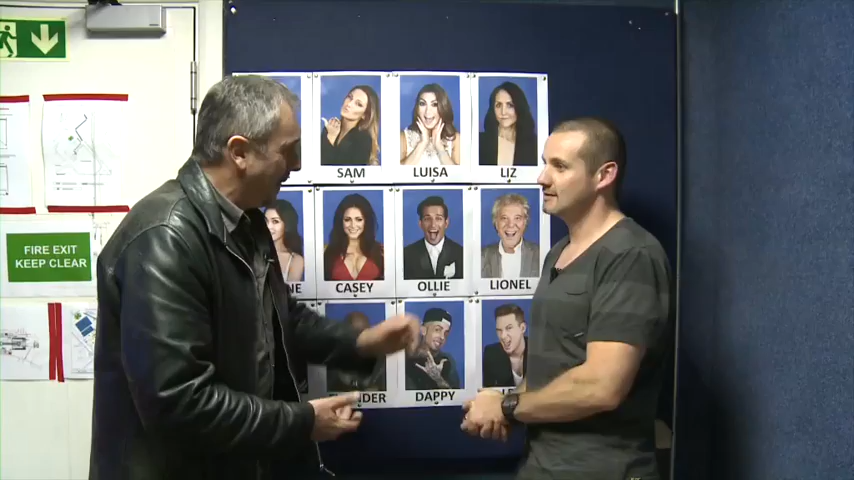 SAM LUISA LIZ
CASEY OLLIE LIONEL
DAPPY
FIRE EXIT
KEEP CLEAR